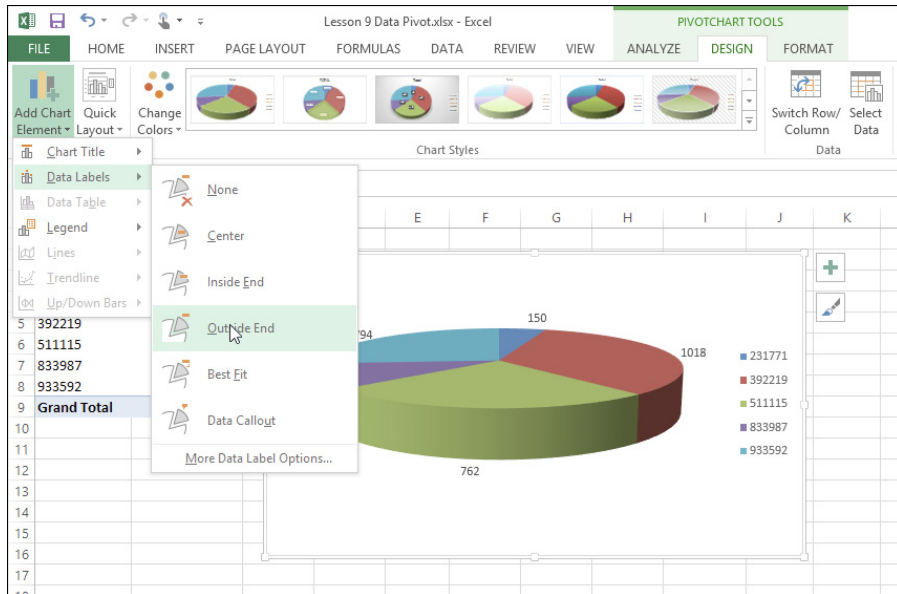 Lesson 9 Data Pivot.xlsx - Excel
PIVOTCHART TOOLS
FILE HOME INSERT PAGE LAYOUT FORMULAS DATA REVIEW VIEW ANALYZE DESIGN FORMAT
Add Chart Element
Quick Layout
Change Colors
Switch Row/ Column
Select Data
Chart Styles
Data
Chart Title
Data Labels
Data Table
Legend
Lines
Trendline
Up/Down Bars
None
Center
Inside End
Outside End
Best Fit
Data Callout
More Data Label Options...
E F G H I J K
5 392219
6 511115
7 833987
8 933592
9 Grand Total
10
11
12
13
14
15
16
17
150
1018
762
794
231771
392219
511115
833987
933592